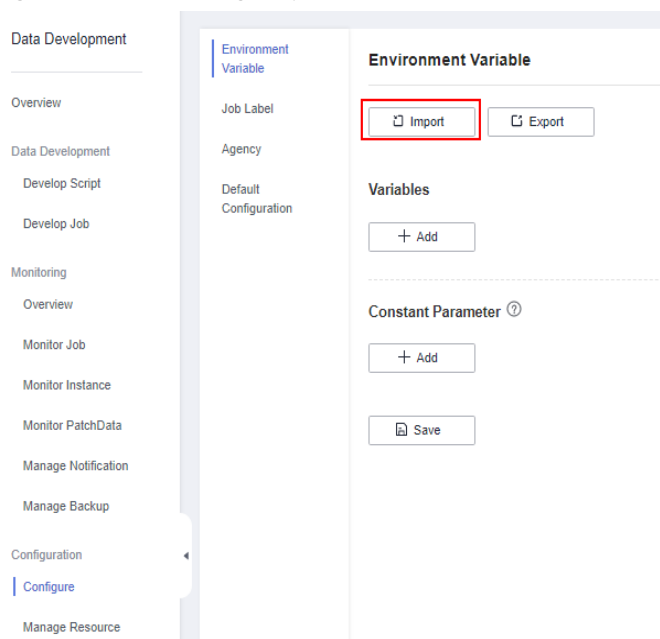 Data Development
Overview
Data Development
Develop Script
Develop Job
Monitoring
Overview
Monitor Job
Monitor Instance
Monitor PatchData
Manage Notification
Manage Backup
Configuration
Configure
Manage Resource
Environment
Variable
Job Label
Agency
Default
Configuration
Environment Variable
Import
Export
Variables
+ Add
Constant Parameter ?
+ Add
Save